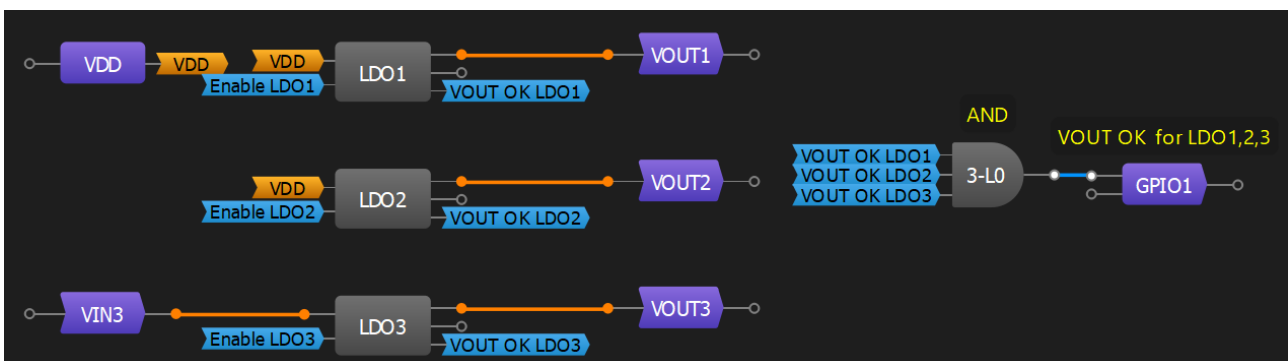 VDD
VDD
VDD
Enable LDO1
LDO1
VOUT OK LDO1
VOUT1
VDD
Enable LDO2
LDO2
VOUT OK LDO2
VOUT2
VIN3
Enable LDO3
LDO3
VOUT OK LDO3
VOUT3
AND
VOUT OK LDO1
VOUT OK LDO2
VOUT OK LDO3
3-L0
VOUT OK for LDO1,2,3
GPIO1